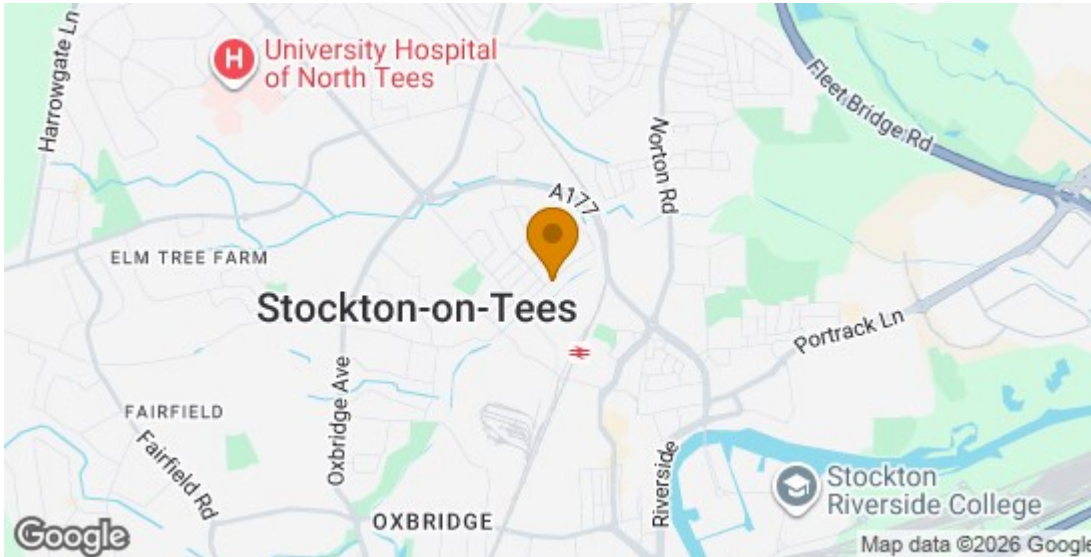 Harrowgate Ln
H
University Hospital
of North Tees
Fleet Bridge Rd
Norton Rd
A177
ELM TREE FARM
Stockton-on-Tees
Portrack Ln
Oxbridge Ave
FAIRFIELD
Fairfield Rd
Riverside
Stockton
Riverside College
OXBRIDGE
Google
Map data ©2026 Google